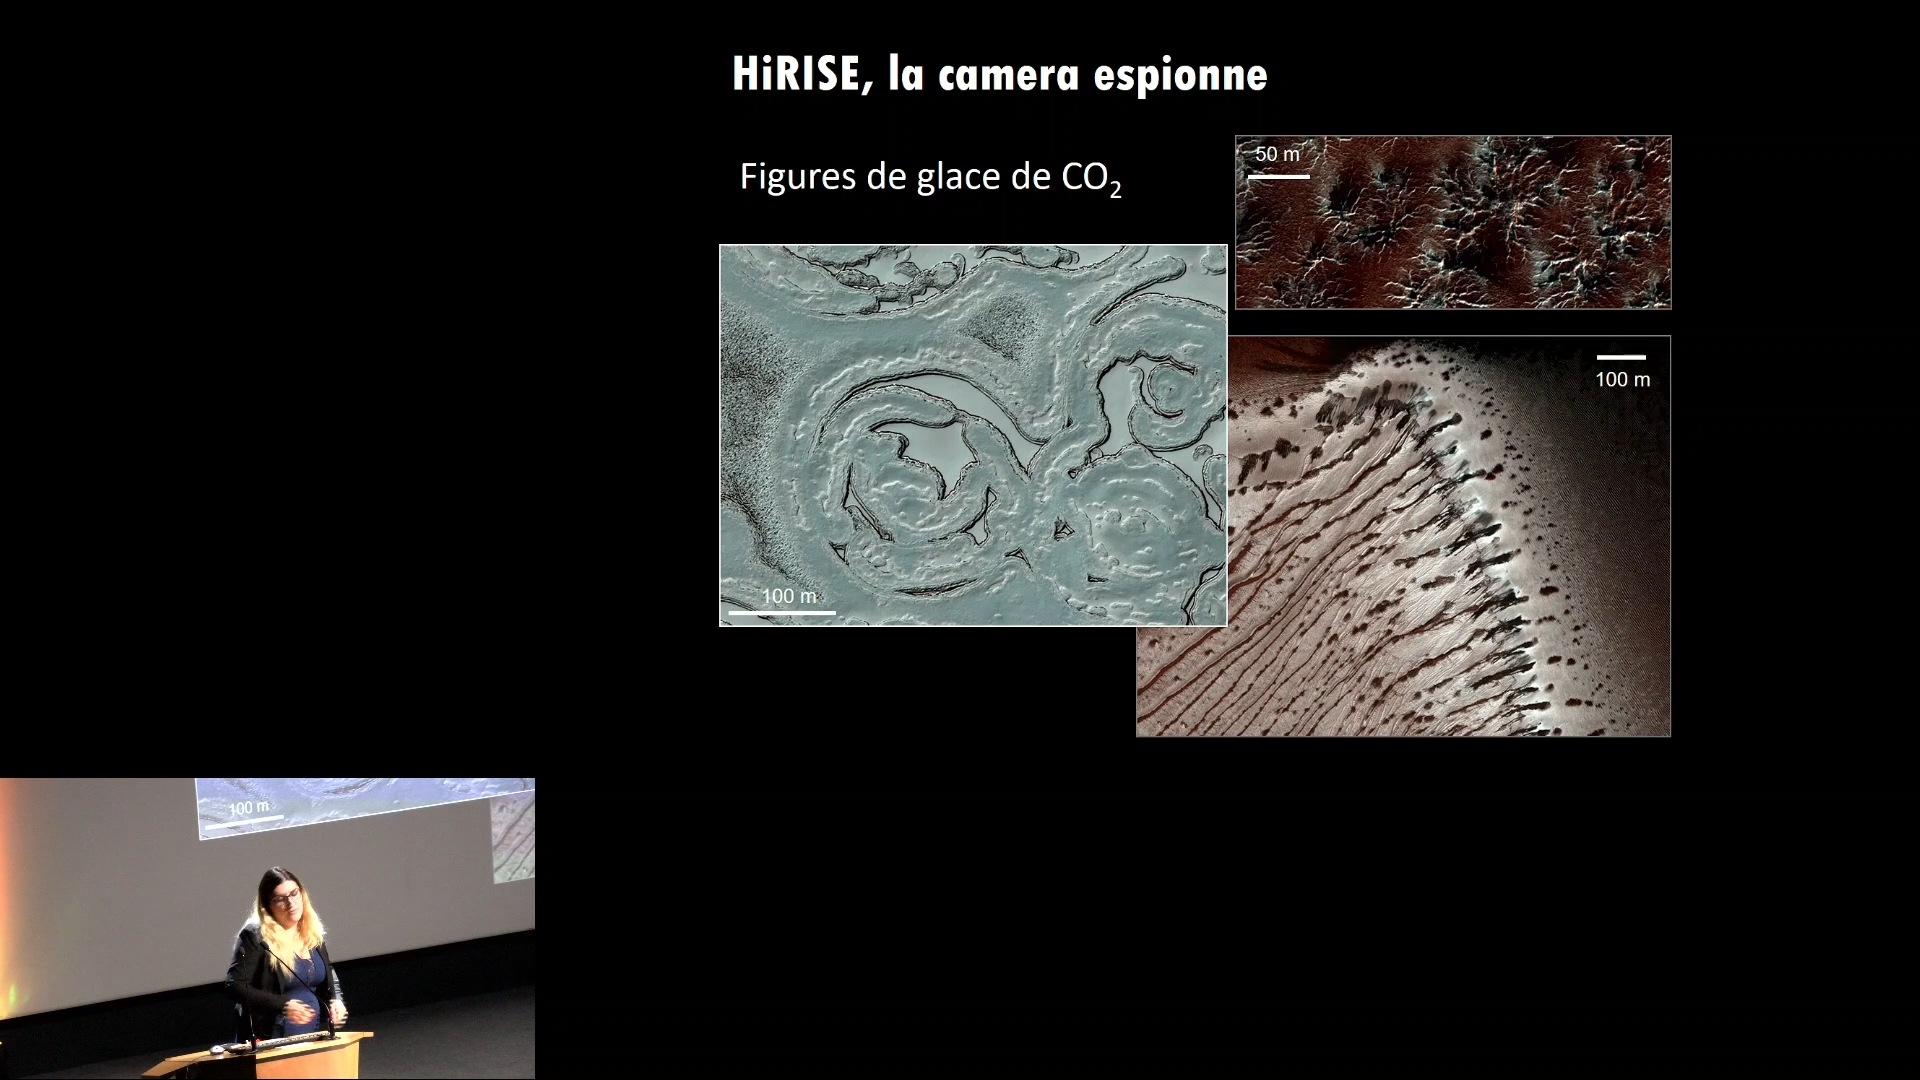 HiRISE, la camera espionne
Figures de glace de CO₂
50 m
100 m
100 m
100 m